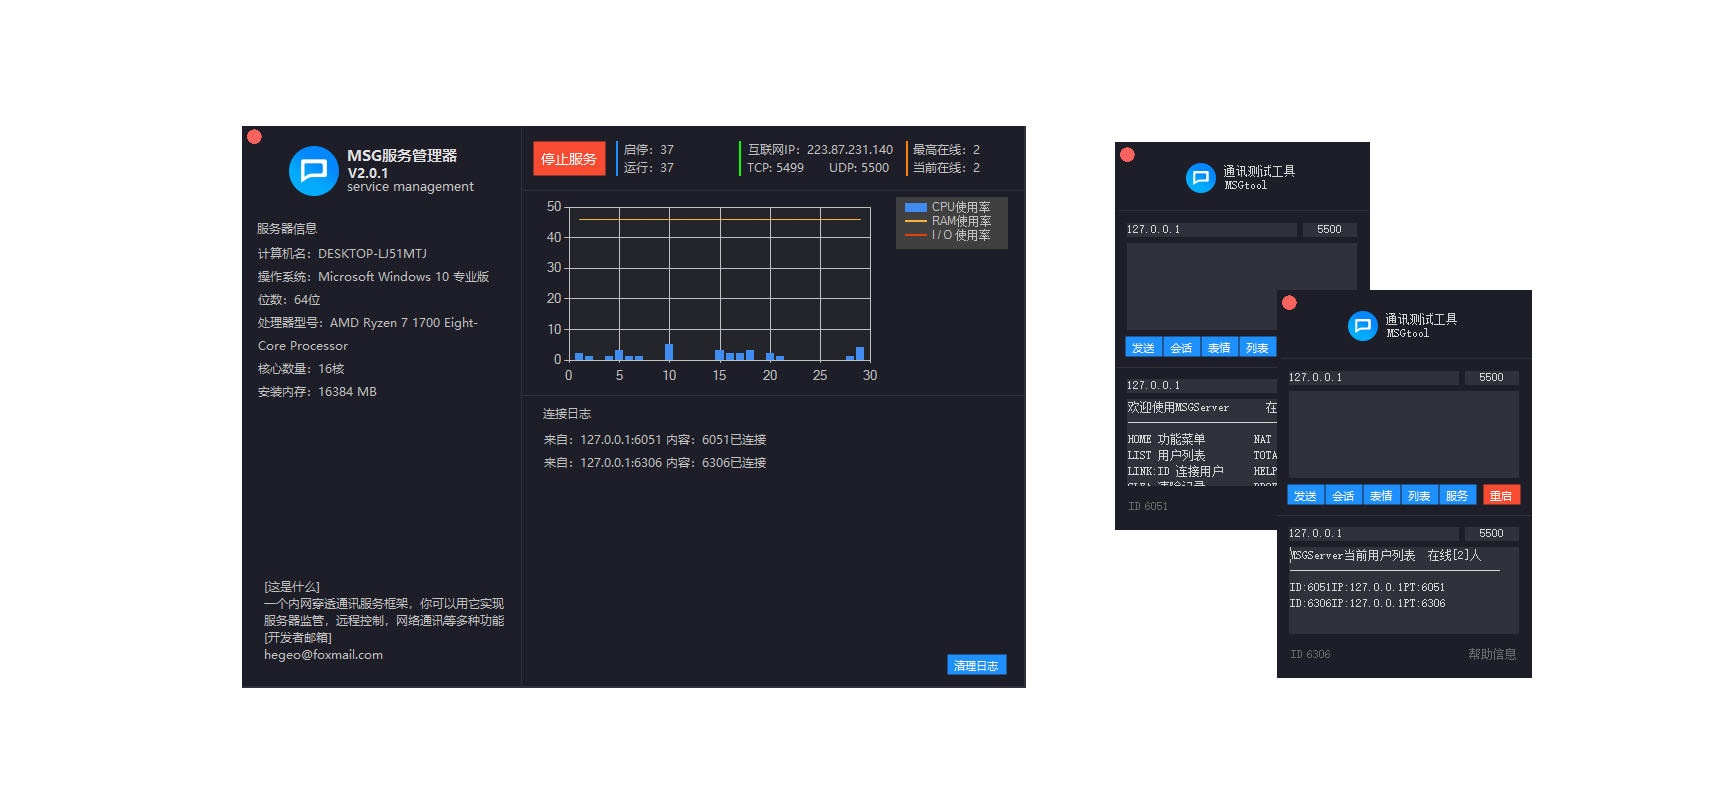 MSG服务管理器
V2.0.1
service management
服务器信息
计算机名：DESKTOP-LJ51MTJ
操作系统：Microsoft Windows 10 专业版
位数：64位
处理器型号：AMD Ryzen 7 1700 Eight-
Core Processor
核心数量：16核
安装内存：16384 MB
[这是什么]
一个内网穿透通讯服务框架，你可以用它实现
服务器监管，远程控制，网络通讯等多种功能
[开发者邮箱]
hegeo@foxmail.com
停止服务
启停：37
运行：37
互联网IP：223.87.231.140
TCP: 5499 UDP: 5500
最高在线：2
当前在线：2
50
40
30
20
10
0
0 5 10 15 20 25 30
CPU使用率
RAM使用率
I / O 使用率
连接日志
来自：127.0.0.1:6051 内容：6051已连接
来自：127.0.0.1:6306 内容：6306已连接
清理日志
通讯测试工具
MSGtool
127.0.0.1 5500
发送 会话 表情 列表
127.0.0.1
欢迎使用MSGServer 在
HOME 功能菜单 NAT
LIST 用户列表 TOTA
LINK:ID 连接用户 HELP
ID 6051
通讯测试工具
MSGtool
127.0.0.1 5500
发送 会话 表情 列表 服务 重启
127.0.0.1 5500
MSGServer当前用户列表 在线[2]人
ID:6051IP:127.0.0.1PT:6051
ID:6306IP:127.0.0.1PT:6306
ID 6306 帮助信息